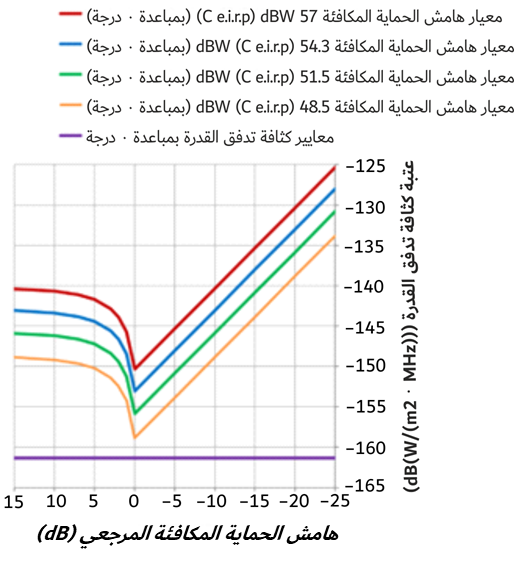 معيار هامش الحماية المكافئة 57 dBW (C e.i.r.p) (بمباعدة · درجة)
معيار هامش الحماية المكافئة 54.3 dBW (C e.i.r.p) (بمباعدة · درجة)
معيار هامش الحماية المكافئة 51.5 dBW (C e.i.r.p) (بمباعدة · درجة)
معيار هامش الحماية المكافئة 48.5 dBW (C e.i.r.p) (بمباعدة · درجة)
معايير كثافة تدفق القدرة بمباعدة · درجة
−125
−130
−135
−140
−145
−150
−155
−160
−165
عتبة كثافة تدفق القدرة (dB(W/(m2 · MHz)))
15 10 5 0 −5 −10 −15 −20 −25
هامش الحماية المكافئة المرجعي (dB)